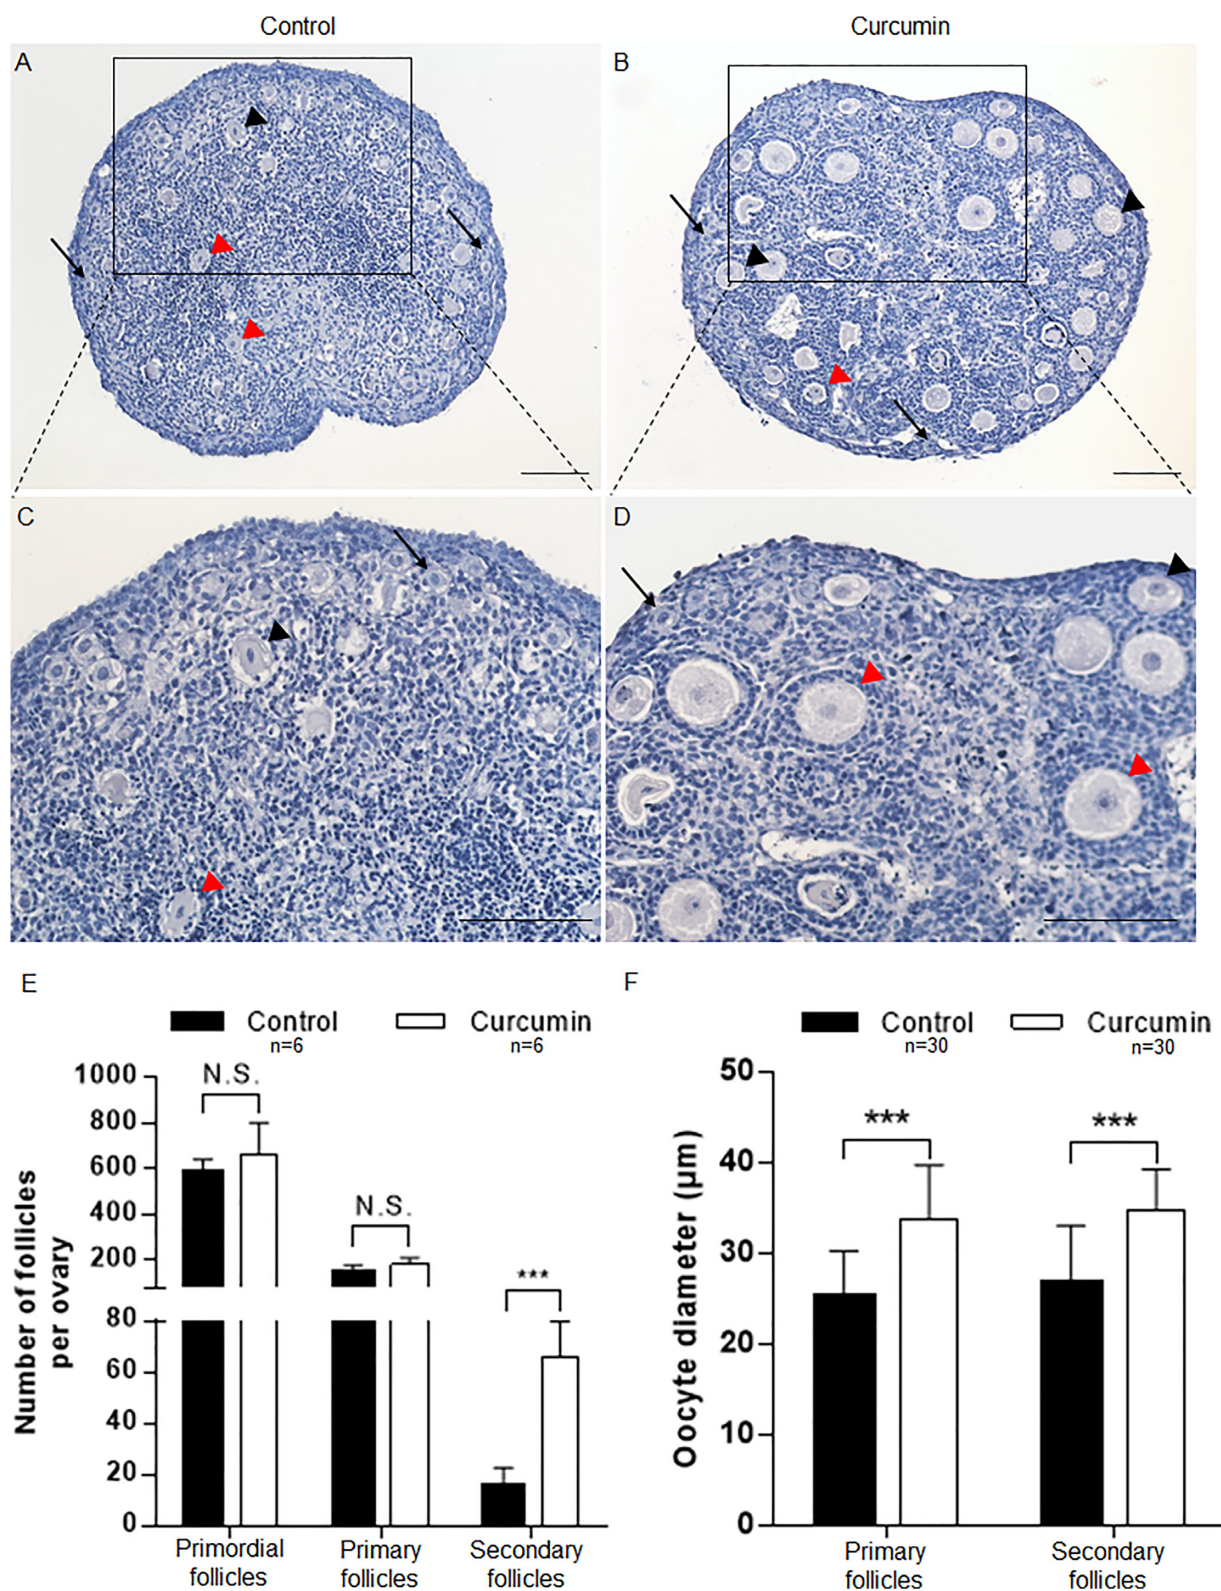 Control
Curcumin
A
B
C
D
E
Control
n=6
Curcumin
n=6
Number of follicles
per ovary
1000
800
600
400
200
80
60
40
20
0
N.S.
N.S.
***
Primordial
follicles
Primary
follicles
Secondary
follicles
F
Control
n=30
Curcumin
n=30
Oocyte diameter (µm)
50
40
30
20
10
0
***
***
Primary
follicles
Secondary
follicles